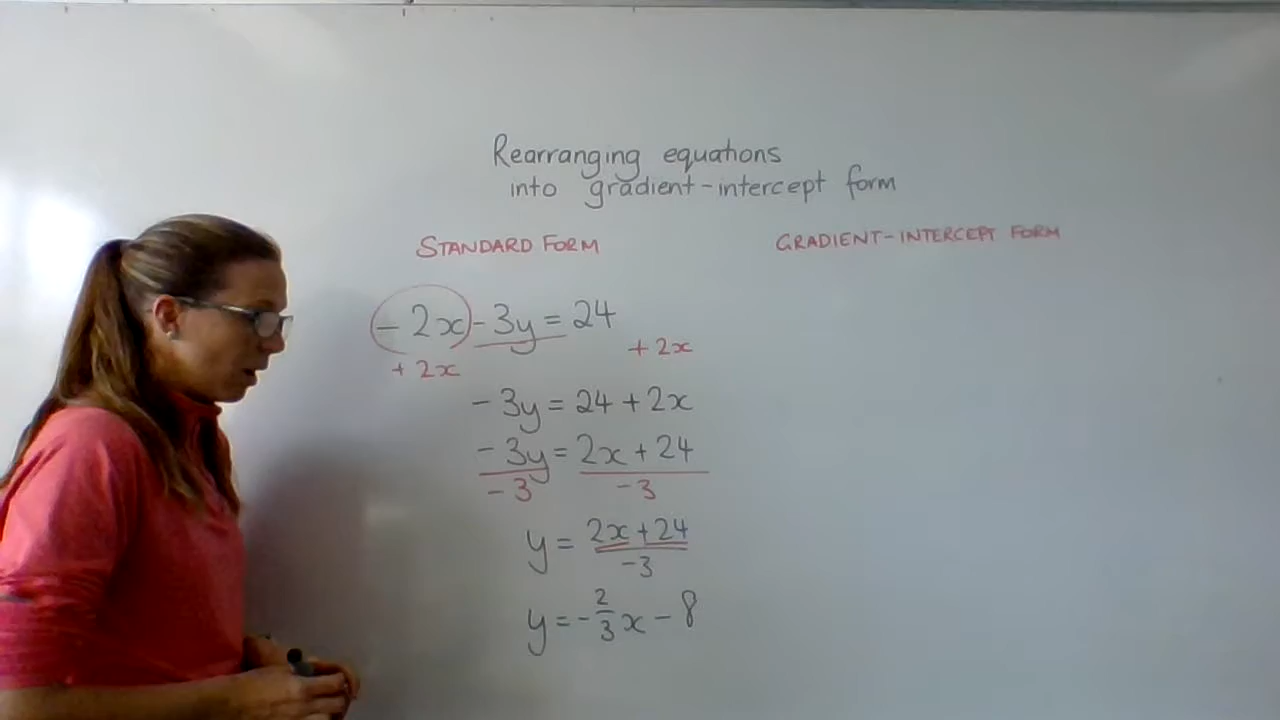 Rearranging equations
into gradient-intercept form
STANDARD FORM
GRADIENT-INTERCEPT FORM
- 2x - 3y = 24
+ 2x + 2x
- 3y = 24 + 2x
- 3y = 2x + 24
- 3 - 3
y = 2x + 24
- 3
y = - 2/3 x - 8